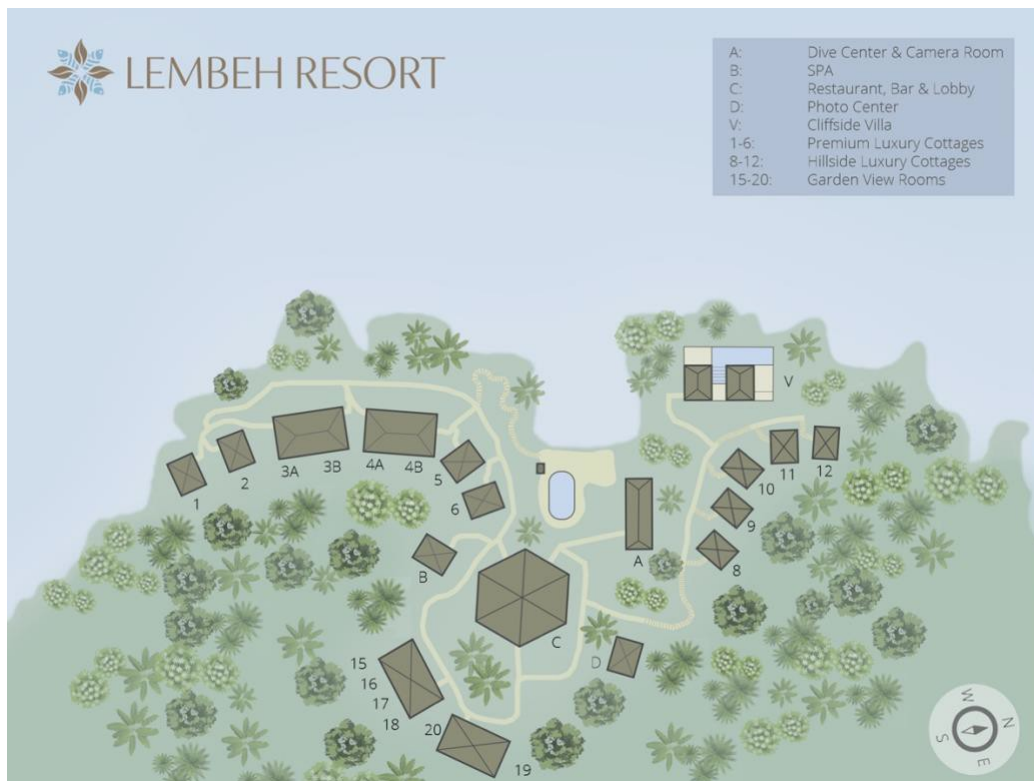 LEMBEH RESORT
A: Dive Center & Camera Room
B: SPA
C: Restaurant, Bar & Lobby
D: Photo Center
V: Cliffside Villa
1-6: Premium Luxury Cottages
8-12: Hillside Luxury Cottages
15-20: Garden View Rooms
V
1
2
3A
3B
4A
4B
5
6
10
11
12
9
8
A
B
C
D
15
16
17
18
20
19
W
N
S
E